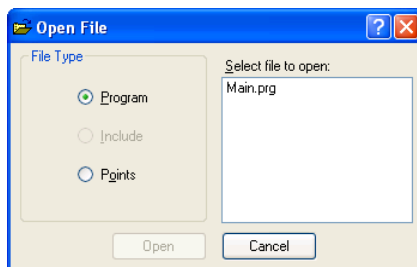 Open File
File Type
Program
Include
Points
Select file to open:
Main.prg
Open
Cancel